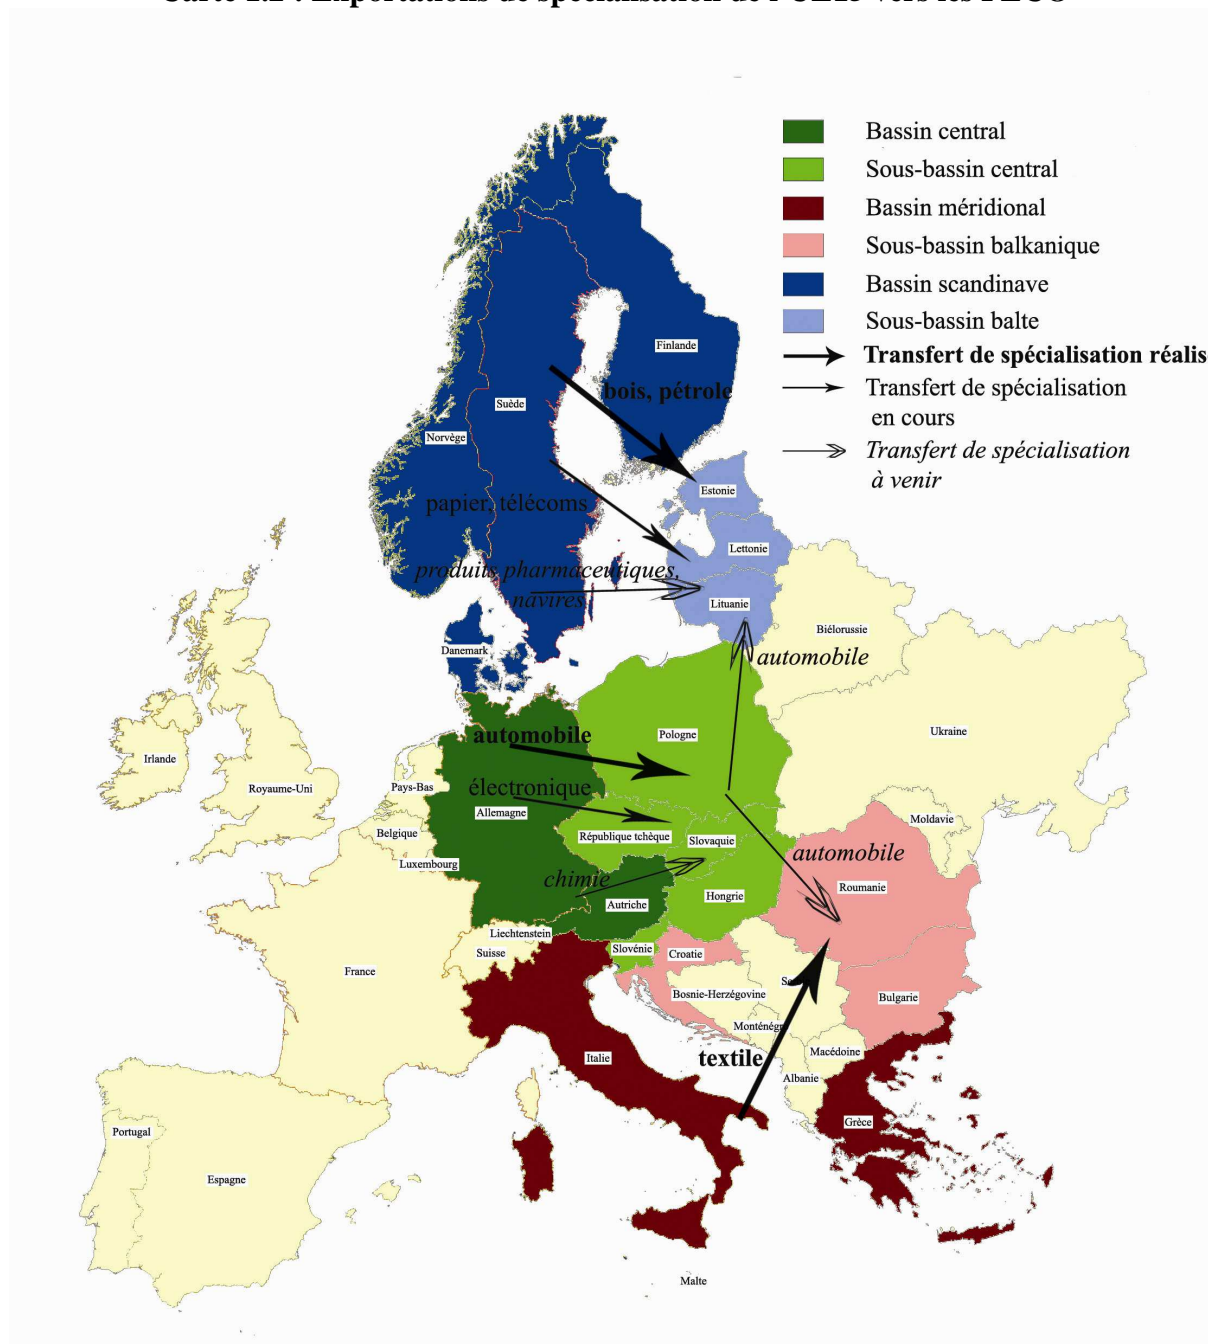 Bassin central
Sous-bassin central
Bassin méridional
Sous-bassin balkanique
Bassin scandinave
Sous-bassin balte
Transfert de spécialisation réalis
Transfert de spécialisation
en cours
Transfert de spécialisation
à venir
Finlande
bois, pétrole
Suède
Norvège
Estonie
papier, télécoms
Lettonie
produits pharmaceutiques,
navires
Lituanie
Biélorussie
Danemark
automobile
Ukraine
automobile
Pologne
Irlande
Royaume-Uni
Pays-Bas
électronique
Allemagne
Moldavie
Belgique
République tchèque
Slovaquie
Luxembourg
automobile
chimie
Roumanie
Hongrie
Autriche
Liechtenstein
Slovénie
Suisse
Croatie
France
Bosnie-Herzégovine
Bulgarie
Monténég
Macédoine
textile
Italie
Albanie
Grèce
Portugal
Espagne
Malte